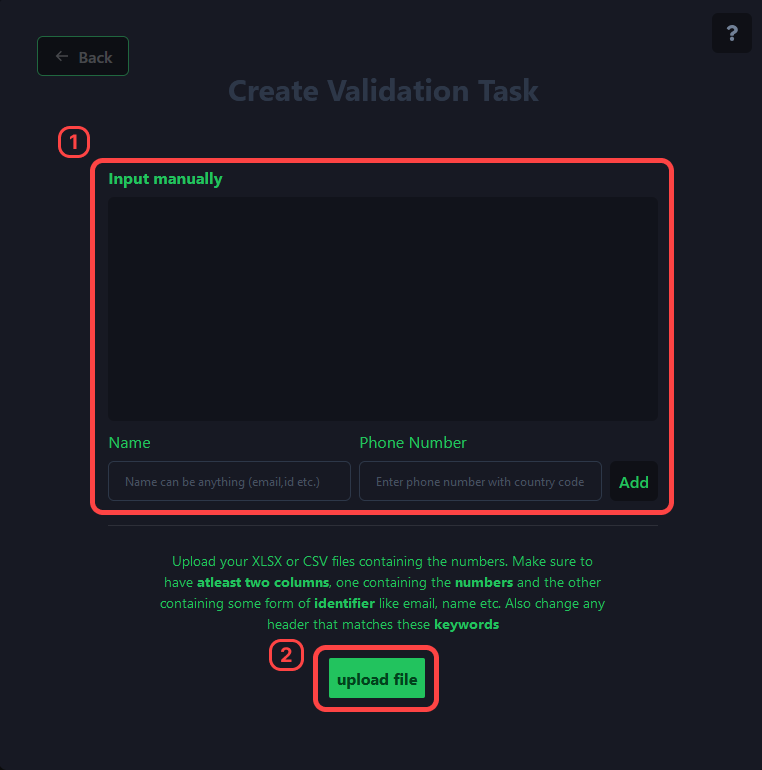 ← Back
?
Create Validation Task
1
Input manually
Name
Phone Number
Name can be anything (email,id etc.)
Enter phone number with country code
Add
Upload your XLSX or CSV files containing the numbers. Make sure to
have atleast two columns, one containing the numbers and the other
containing some form of identifier like email, name etc. Also change any
header that matches these keywords
2
upload file